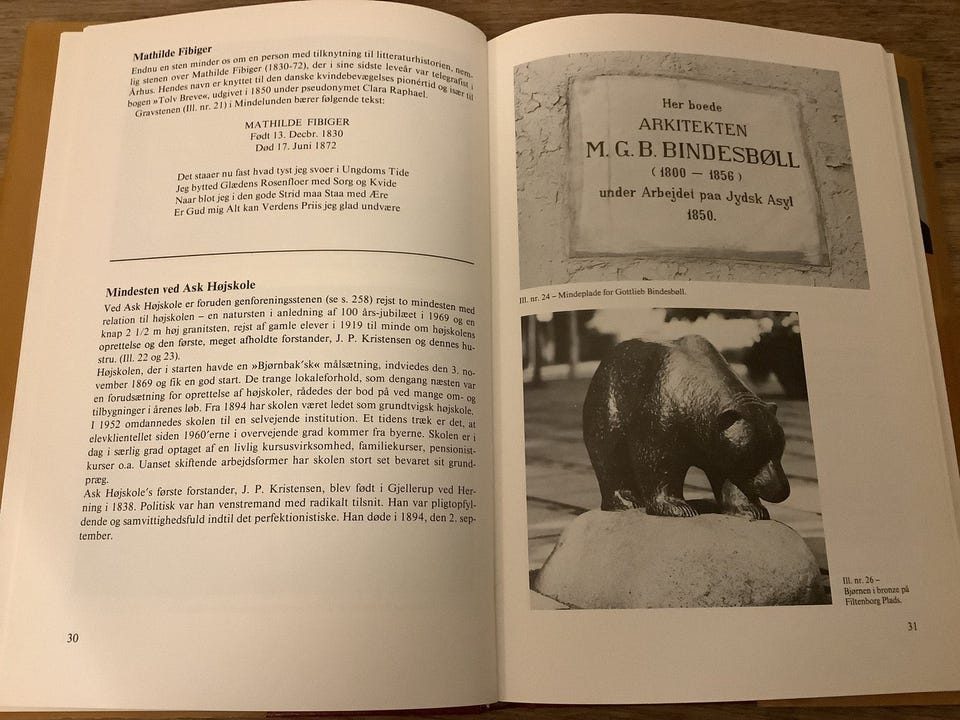 Mathilde Fibiger
Endnu en sten minder os om en person med tilknytning til litteraturhistorien, nem-
lig stenen over Mathilde Fibiger (1830-72), der i sine sidste leveår var telegrafist i
Århus. Hendes navn er knyttet til den danske kvindebevægelses pionértid og især til
bogen »Tolv Breve«, udgivet i 1850 under pseudonymet Clara Raphael.
Gravstenen (Ill. nr. 21) i Mindelunden bærer følgende tekst:
MATHILDE FIBIGER
Født 13. Decbr. 1830
Død 17. Juni 1872
Det staaer nu fast hvad tyst jeg svoer i Ungdoms Tide
Jeg bytted Glædens Rosenfloer med Sorg og Kvide
Naar blot jeg i den gode Strid maa Staa med Ære
Er Gud mig Alt kan Verdens Priis jeg glad undvære
Mindesten ved Ask Højskole
Ved Ask Højskole er foruden genforeningsstenen (se s. 258) rejst to mindesten med
relation til højskolen – en natursten i anledning af 100 års-jubilæet i 1969 og en
knap 2 1/2 m høj granitsten, rejst af gamle elever i 1919 til minde om højskolens
oprettelse og den første, meget afholdte forstander, J. P. Kristensen og dennes hu-
stru. (Ill. 22 og 23).
Højskolen, der i starten havde en »Bjørnbak'sk« målsætning, indviedes den 3. no-
vember 1869 og fik en god start. De trange lokaleforhold, som dengang næsten var
en forudsætning for oprettelse af højskoler, rådedes der bod på ved mange om- og
tilbygninger i årenes løb. Fra 1894 har skolen været ledet som grundtvigsk højskole.
I 1952 omdannedes skolen til en selvejende institution. Et tidens træk er det, at
elevklientellet siden 1960'erne i overvejende grad kommer fra byerne. Skolen er i
dag i særlig grad optaget af en livlig kursusvirksomhed, familiekurser, pensionist-
kurser o.a. Uanset skiftende arbejdsformer har skolen stort set bevaret sit grund-
præg.
Ask Højskole's første forstander, J. P. Kristensen, blev født i Gjellerup ved Her-
ning i 1838. Politisk var han venstremand med radikalt tilsnit. Han var pligtopfyl-
dende og samvittighedsfuld indtil det perfektionistiske. Han døde i 1894, den 2. sep-
tember.
30
Her boede
ARKITEKTEN
M. G. B. BINDESBØLL
( 1800 — 1856 )
under Arbejdet paa Jydsk Asyl
1850.
Ill. nr. 24 – Mindeplade for Gottlieb Bindesbøll.
Ill. nr. 26 –
Bjørnen i bronze på
Filtenborg Plads.
31